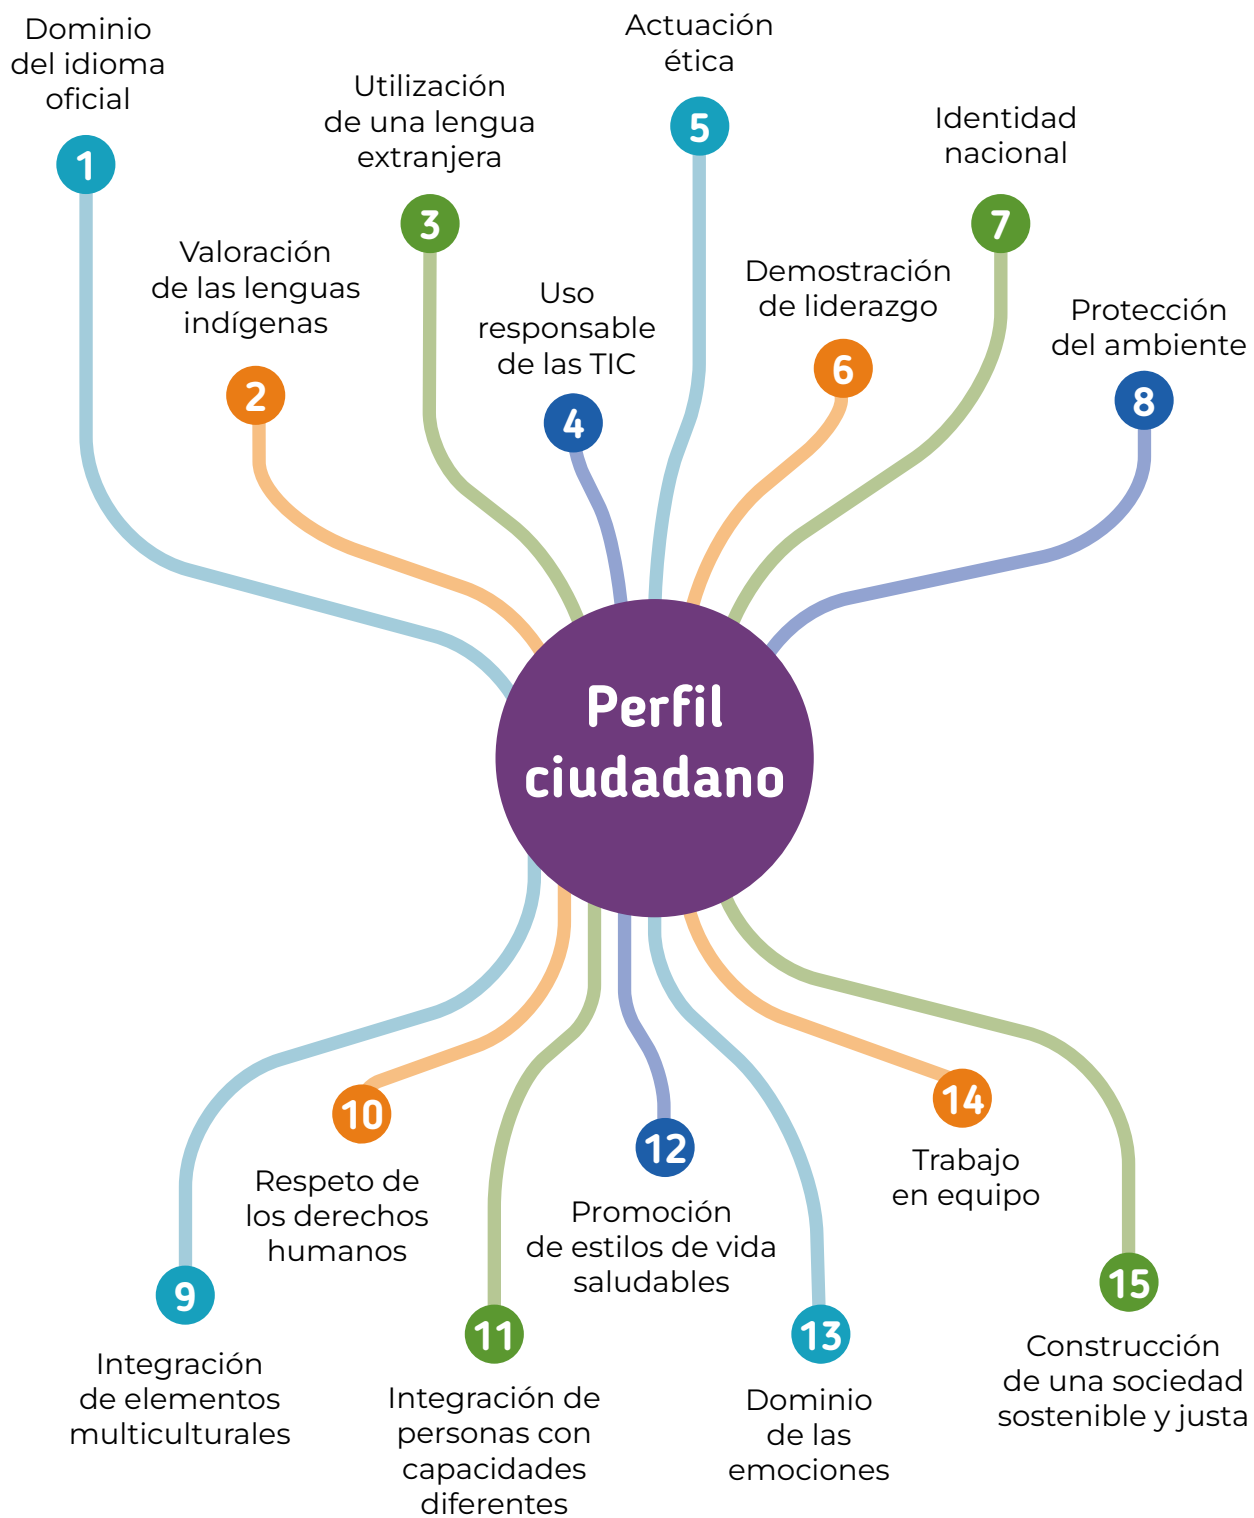 Dominio
del idioma
oficial
1
Valoración
de las lenguas
indígenas
2
Utilización
de una lengua
extranjera
3
Uso
responsable
de las TIC
4
Actuación
ética
5
Demostración
de liderazgo
6
Identidad
nacional
7
Protección
del ambiente
8
Perfil
ciudadano
9
Integración
de elementos
multiculturales
10
Respeto de
los derechos
humanos
11
Integración de
personas con
capacidades
diferentes
12
Promoción
de estilos de vida
saludables
13
Dominio
de las
emociones
14
Trabajo
en equipo
15
Construcción
de una sociedad
sostenible y justa